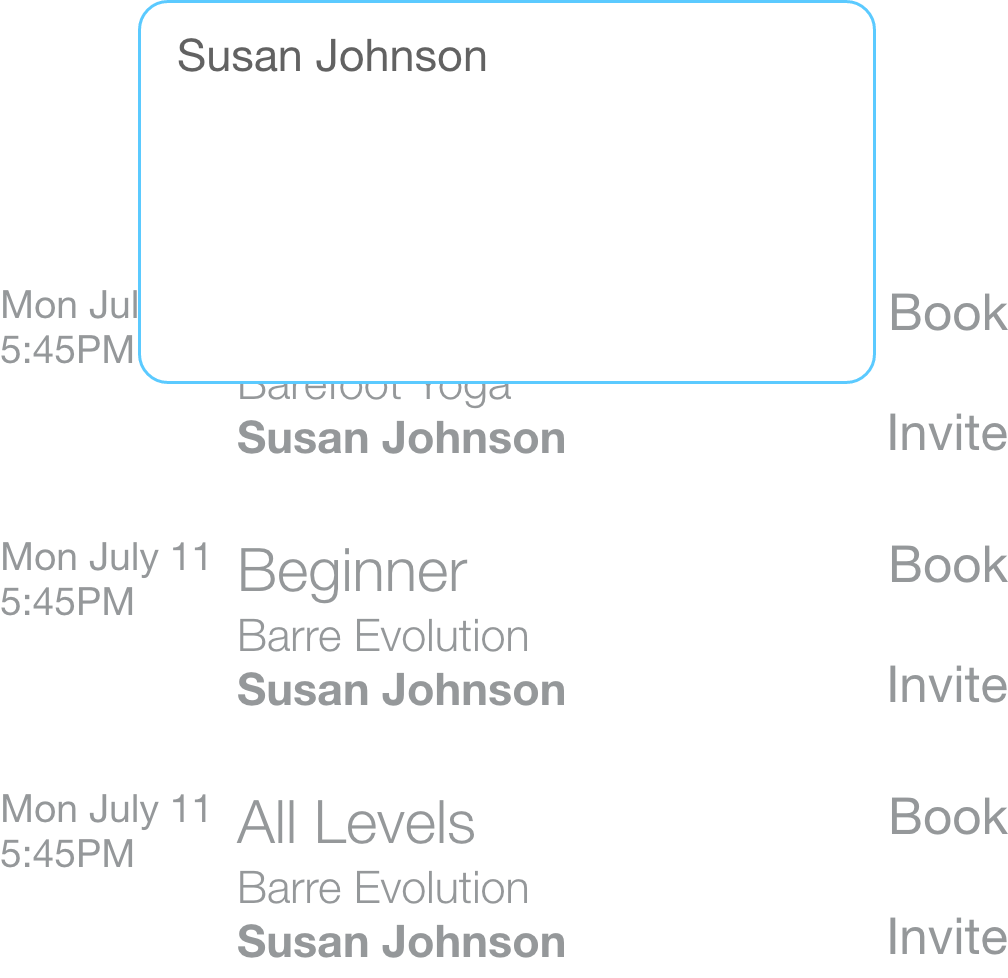 Susan Johnson
Mon Jul
5:45PM
Book
Barefoot Yoga
Susan Johnson
Invite
Mon July 11
5:45PM
Beginner
Barre Evolution
Susan Johnson
Book
Invite
Mon July 11
5:45PM
All Levels
Barre Evolution
Susan Johnson
Book
Invite